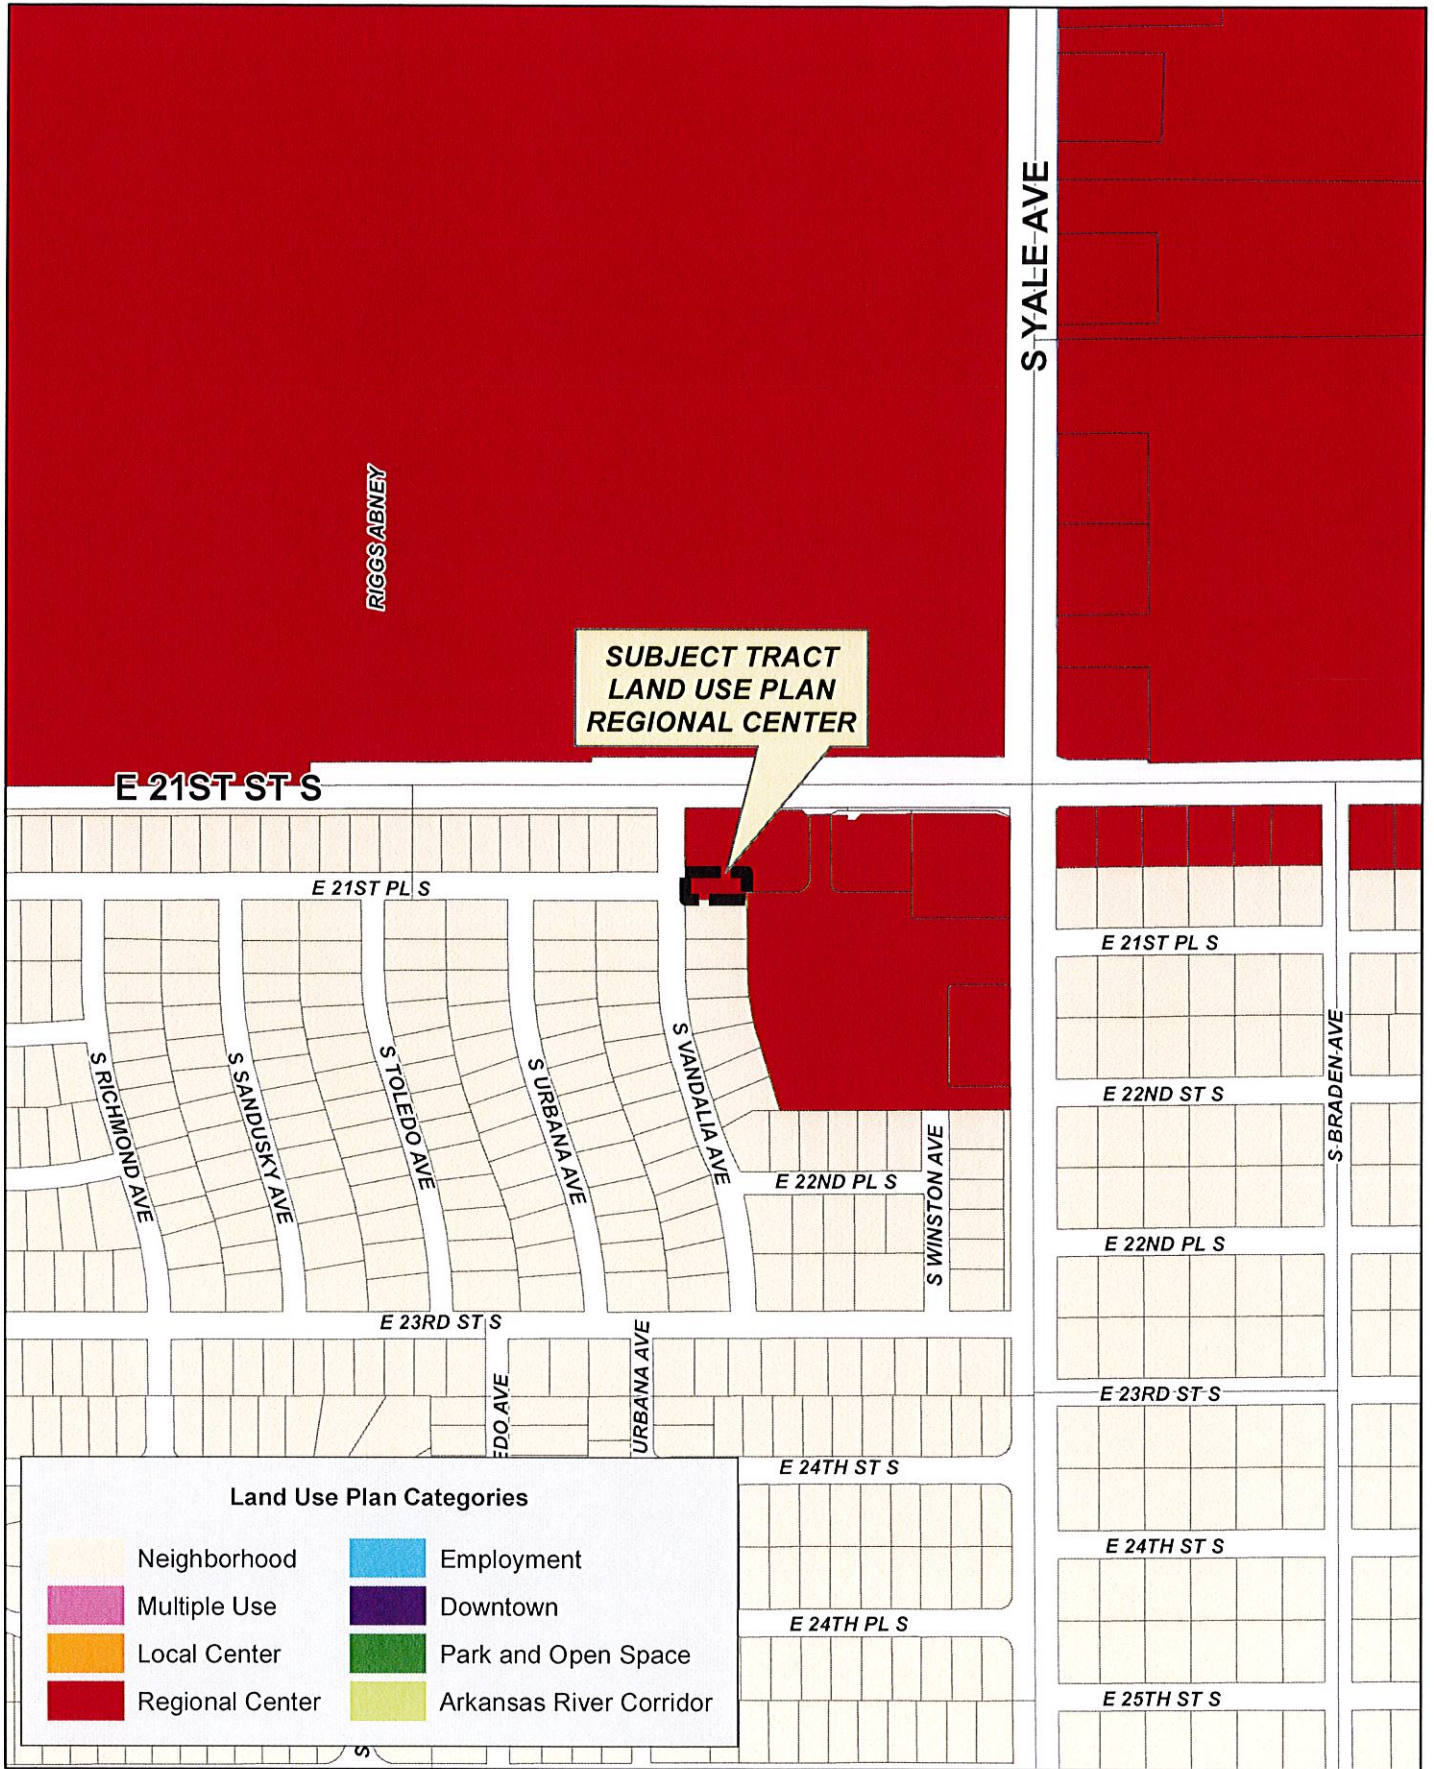 S YALE AVE
RIGGS ABNEY
SUBJECT TRACT
LAND USE PLAN
REGIONAL CENTER
E 21ST ST S
E 21ST PL S
E 21ST PL S
S RICHMOND AVE
S SANDUSKY AVE
S TOLEDO AVE
S URBANA AVE
S VANDALIA AVE
S BRADEN AVE
E 22ND ST S
S WINSTON AVE
E 22ND PL S
E 22ND PL S
E 23RD ST S
URBANA AVE
EDO AVE
E 23RD ST S
E 24TH ST S
E 24TH ST S
E 24TH PL S
E 25TH ST S
S
Land Use Plan Categories
Neighborhood
Multiple Use
Local Center
Regional Center
Employment
Downtown
Park and Open Space
Arkansas River Corridor